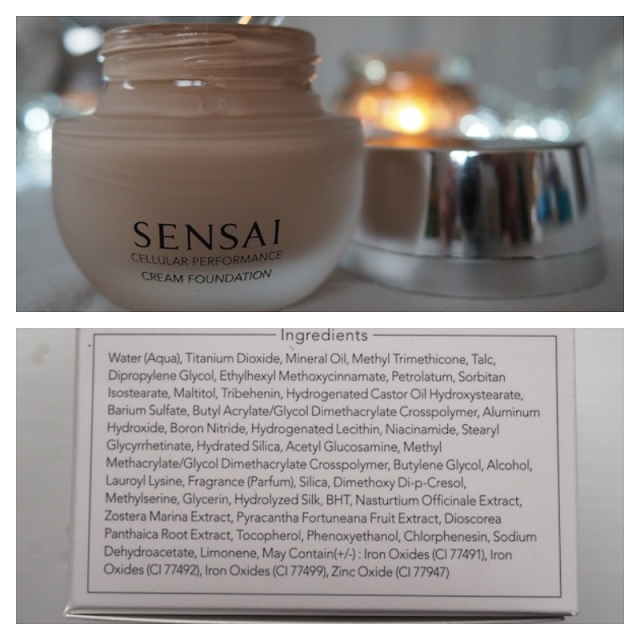 SENSAI
CELLULAR PERFORMANCE
CREAM FOUNDATION
Ingredients
Water (Aqua), Titanium Dioxide, Mineral Oil, Methyl Trimethicone, Talc,
Dipropylene Glycol, Ethylhexyl Methoxycinnamate, Petrolatum, Sorbitan
Isostearate, Maltitol, Tribehenin, Hydrogenated Castor Oil Hydroxystearate,
Barium Sulfate, Butyl Acrylate/Glycol Dimethacrylate Crosspolymer, Aluminum
Hydroxide, Boron Nitride, Hydrogenated Lecithin, Niacinamide, Stearyl
Glycyrrhetinate, Hydrated Silica, Acetyl Glucosamine, Methyl
Methacrylate/Glycol Dimethacrylate Crosspolymer, Butylene Glycol, Alcohol,
Lauroyl Lysine, Fragrance (Parfum), Silica, Dimethoxy Di-p-Cresol,
Methylserine, Glycerin, Hydrolyzed Silk, BHT, Nasturtium Officinale Extract,
Zostera Marina Extract, Pyracantha Fortuneana Fruit Extract, Dioscorea
Panthaica Root Extract, Tocopherol, Phenoxyethanol, Chlorphenesin, Sodium
Dehydroacetate, Limonene, May Contain(+/-) : Iron Oxides (CI 77491), Iron
Oxides (CI 77492), Iron Oxides (CI 77499), Zinc Oxide (CI 77947)